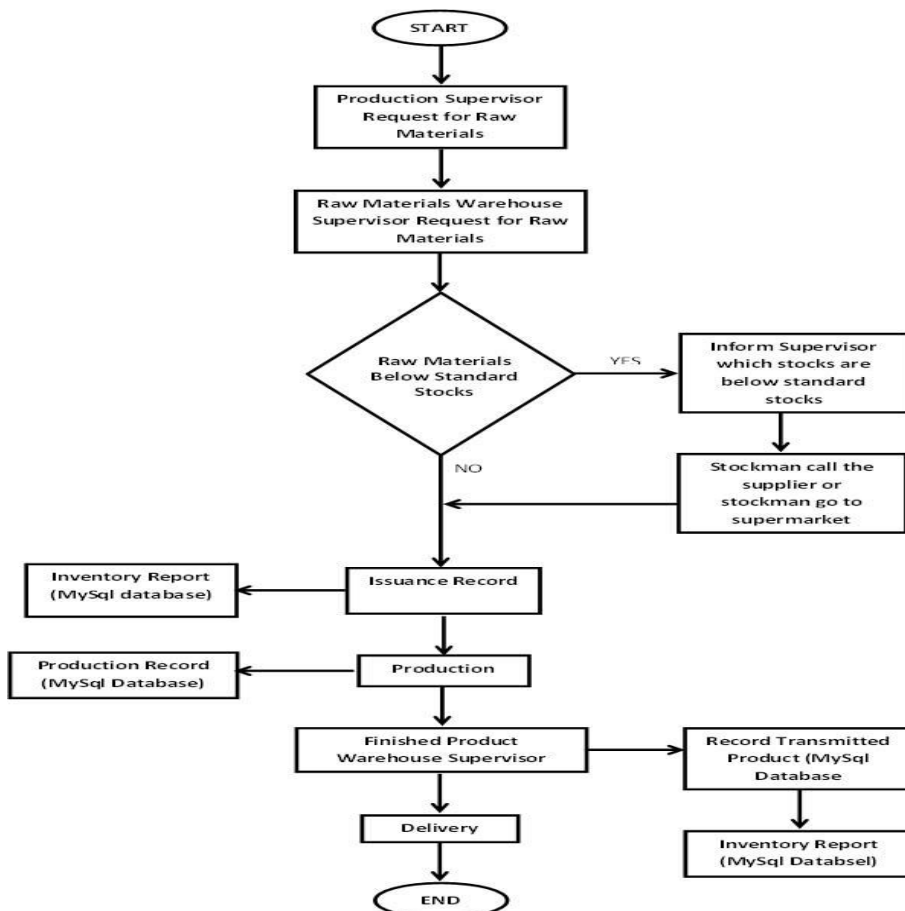 START
Production Supervisor
Request for Raw
Materials
Raw Materials Warehouse
Supervisor Request for Raw
Materials
Raw Materials
Below Standard
Stocks
YES
Inform Supervisor
which stocks are
below standard
stocks
NO
Stockman call the
supplier or
stockman go to
supermarket
Issuance Record
Inventory Report
(MySql database)
Production
Production Record
(MySql Database)
Finished Product
Warehouse Supervisor
Record Transmitted
Product (MySql
Database
Delivery
Inventory Report
(MySql Databsel)
END